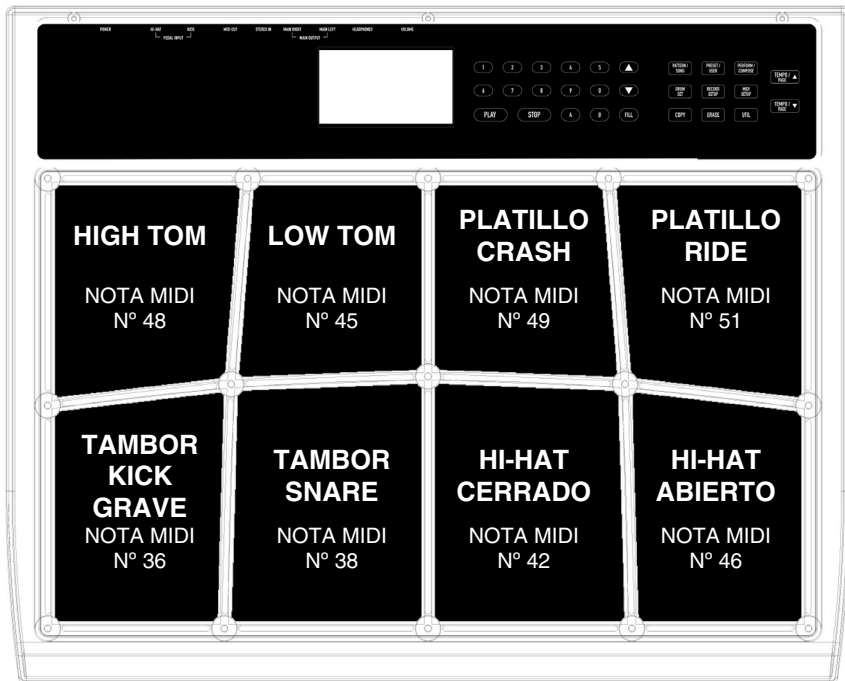 POWER HI-HAT KICK MIDI OUT STEREO IN MAIN RIGHT MAIN LEFT HEADPHONES VOLUME
PEDAL INPUT MAIN OUTPUT
1 2 3 4 5
PATTERN / SONG
PRESET / USER
PERFORM / COMPOSE
TEMPO / PAGE
6 7 8 9 0
DRUM SET
RECORD SETUP
MIDI SETUP
TEMPO / PAGE
PLAY STOP A B FILL
COPY ERASE UTIL
HIGH TOM
NOTA MIDI
Nº 48
LOW TOM
NOTA MIDI
Nº 45
PLATILLO
CRASH
NOTA MIDI
Nº 49
PLATILLO
RIDE
NOTA MIDI
Nº 51
TAMBOR
KICK
GRAVE
NOTA MIDI
Nº 36
TAMBOR
SNARE
NOTA MIDI
Nº 38
HI-HAT
CERRADO
NOTA MIDI
Nº 42
HI-HAT
ABIERTO
NOTA MIDI
Nº 46